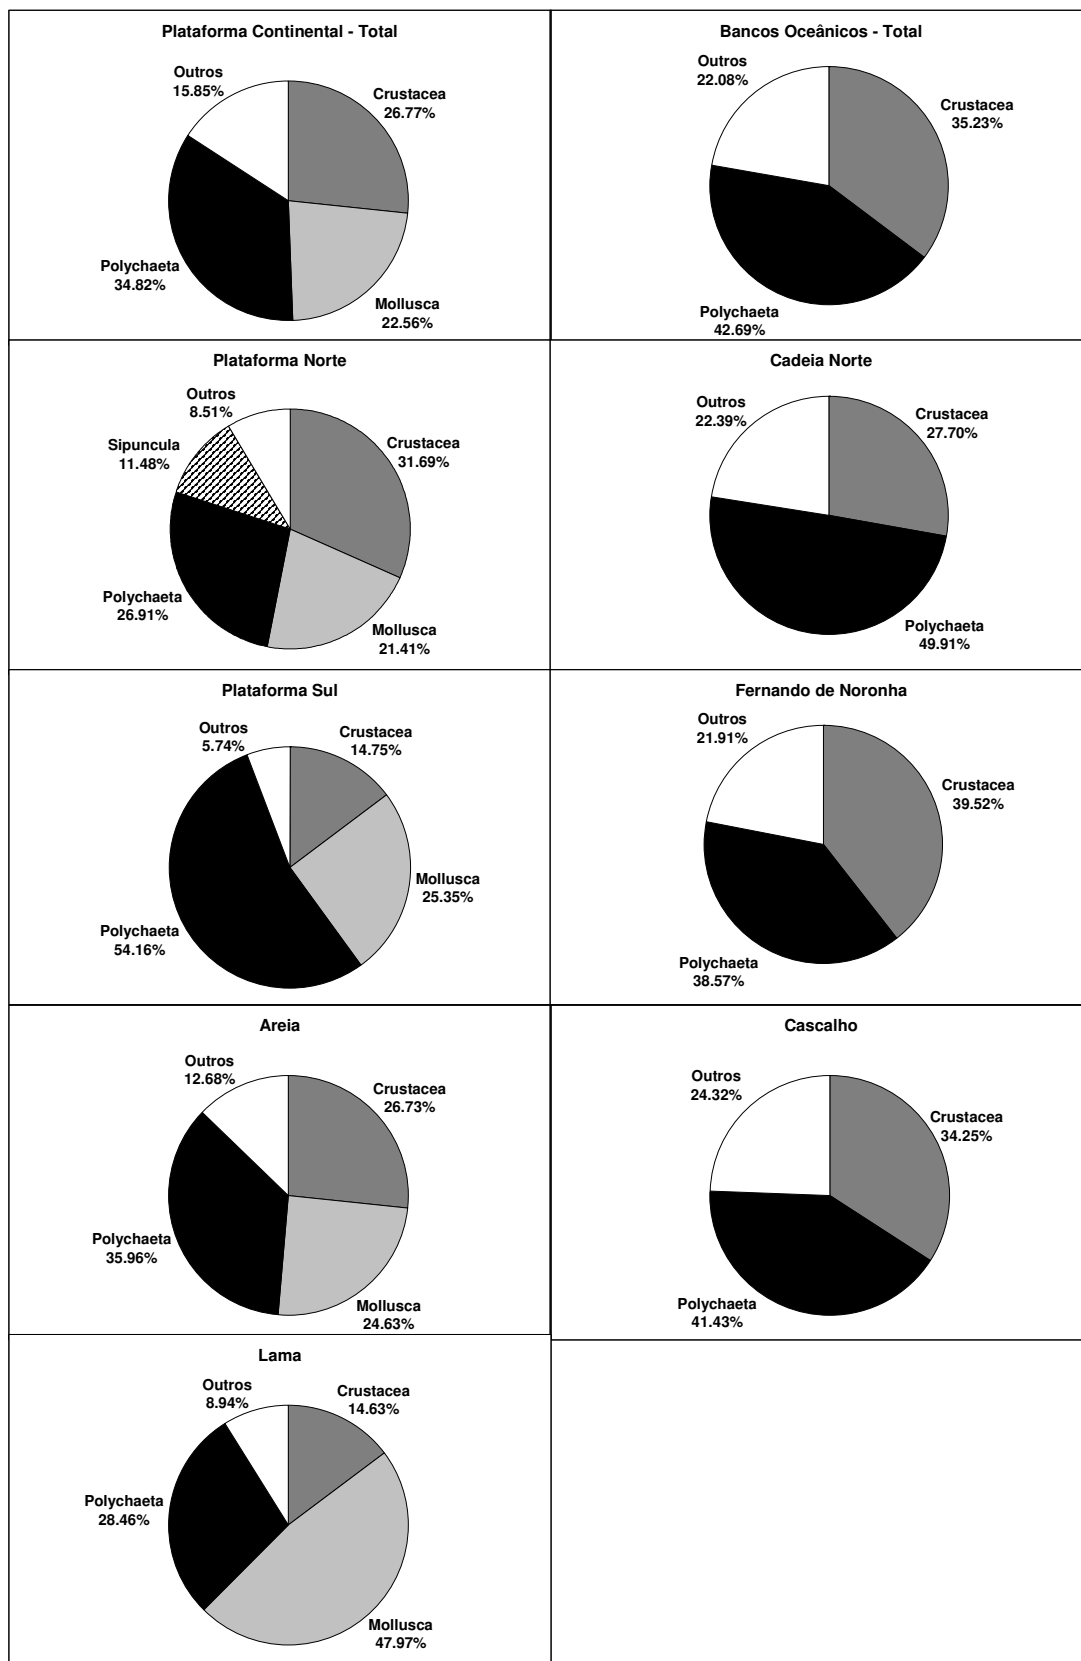 Plataforma Continental - Total
Outros
15.85%
Crustacea
26.77%
Polychaeta
34.82%
Mollusca
22.56%
Bancos Oceânicos - Total
Outros
22.08%
Crustacea
35.23%
Polychaeta
42.69%
Plataforma Norte
Outros
8.51%
Sipuncula
11.48%
Crustacea
31.69%
Polychaeta
26.91%
Mollusca
21.41%
Cadeia Norte
Outros
22.39%
Crustacea
27.70%
Polychaeta
49.91%
Plataforma Sul
Outros
5.74%
Crustacea
14.75%
Mollusca
25.35%
Polychaeta
54.16%
Fernando de Noronha
Outros
21.91%
Crustacea
39.52%
Polychaeta
38.57%
Areia
Outros
12.68%
Crustacea
26.73%
Polychaeta
35.96%
Mollusca
24.63%
Cascalho
Outros
24.32%
Crustacea
34.25%
Polychaeta
41.43%
Lama
Outros
8.94%
Crustacea
14.63%
Polychaeta
28.46%
Mollusca
47.97%